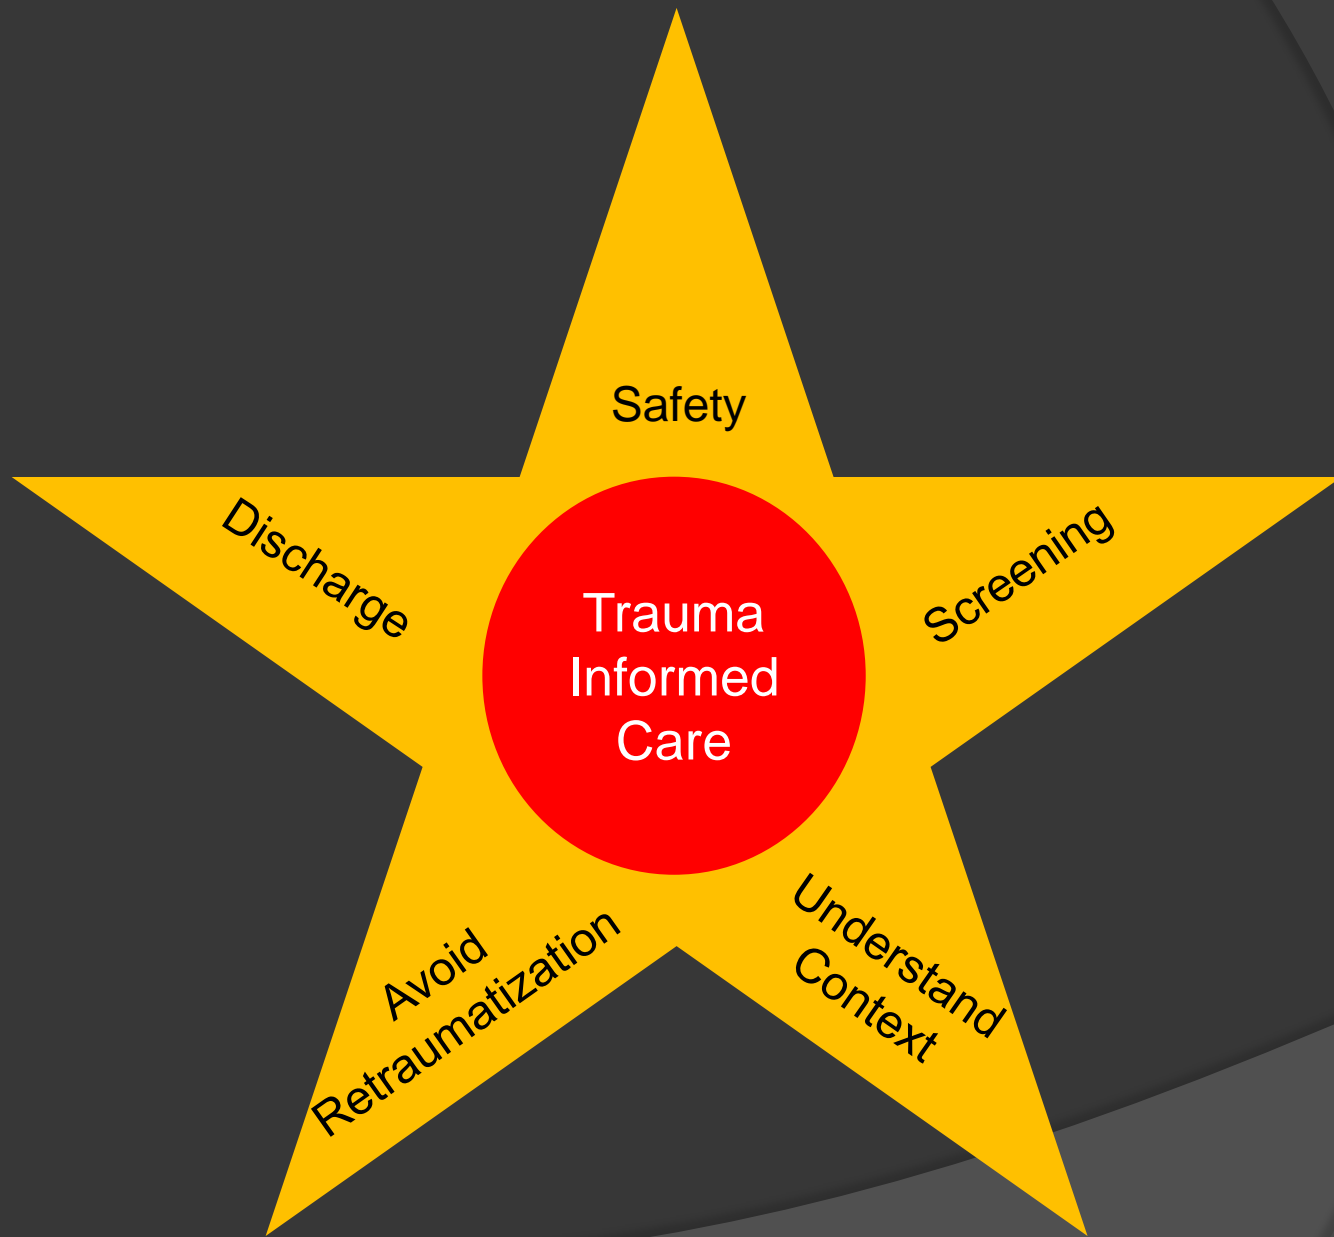 Safety
Discharge
Screening
Trauma
Informed
Care
Avoid
Retraumatization
Understand
Context